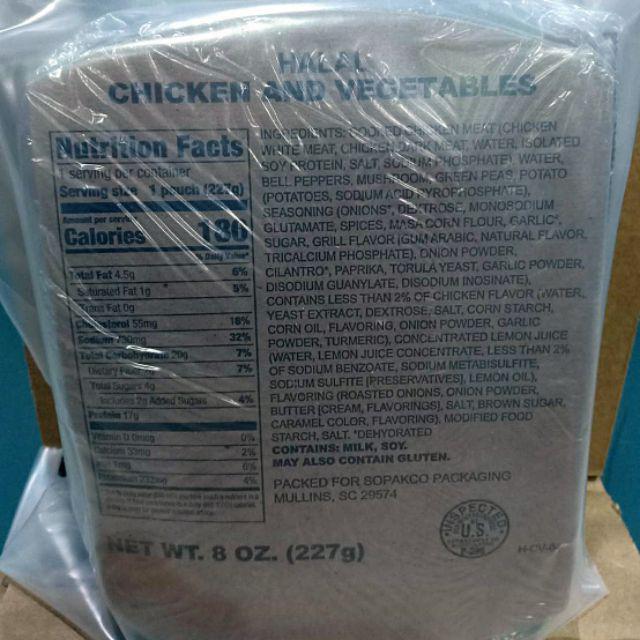 HALAL
CHICKEN AND VEGETABLES
Nutrition Facts
1 serving per container
Serving size 1 pouch (227g)
Amount per serving
Calories 180
% Daily Value*
Total Fat 4.5g 6%
Saturated Fat 1g 5%
Trans Fat 0g
Cholesterol 55mg 18%
Sodium 32%
Total Carbohydrate 20g 7%
Dietary 7%
Total Sugars 4g
Includes 2g Added Sugars 4%
Protein 17g
Vitamin D 0mcg 0%
Calcium 33mg 2%
0%
4%
INGREDIENTS: COOKED CHICKEN MEAT [CHICKEN
WHITE MEAT, CHICKEN DARK MEAT, WATER, ISOLATED
SOY PROTEIN, SALT, SODIUM PHOSPHATE], WATER,
BELL PEPPERS, MUSHROOM, GREEN PEAS, POTATO
(POTATOES, SODIUM ACID PYROPHOSPHATE),
SEASONING (ONIONS*, DEXTROSE, MONOSODIUM
GLUTAMATE, SPICES, MASA CORN FLOUR, GARLIC*,
SUGAR, GRILL FLAVOR (GUM ARABIC, NATURAL FLAVOR,
TRICALCIUM PHOSPHATE), ONION POWDER,
CILANTRO*, PAPRIKA, TORULA YEAST, GARLIC POWDER,
DISODIUM GUANYLATE, DISODIUM INOSINATE),
CONTAINS LESS THAN 2% OF CHICKEN FLAVOR (WATER,
YEAST EXTRACT, DEXTROSE, SALT, CORN STARCH,
CORN OIL, FLAVORING, ONION POWDER, GARLIC
POWDER, TURMERIC), CONCENTRATED LEMON JUICE
(WATER, LEMON JUICE CONCENTRATE, LESS THAN 2%
OF SODIUM BENZOATE, SODIUM METABISULFITE,
SODIUM SULFITE [PRESERVATIVES], LEMON OIL),
FLAVORING (ROASTED ONIONS, ONION POWDER,
BUTTER [CREAM, FLAVORINGS], SALT, BROWN SUGAR,
CARAMEL COLOR, FLAVORING), MODIFIED FOOD
STARCH, SALT. *DEHYDRATED
CONTAINS: MILK, SOY.
MAY ALSO CONTAIN GLUTEN.
PACKED FOR SOPAKCO PACKAGING
MULLINS, SC 29574
INSPECTED
U.S.
NET WT. 8 OZ. (227g)